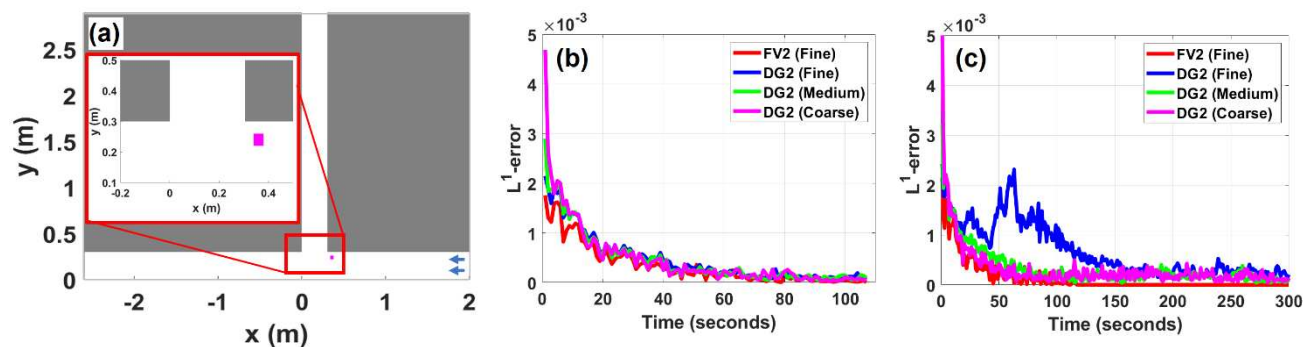 (a)
2.5
2
1.5
1
0.5
0
y (m)
-2
-1
0
1
2
x (m)
0.5
0.4
0.3
0.2
0.1
0
y (m)
-0.2
0
0.2
0.4
x (m)
(b)
5 ×10⁻³
4
3
2
1
0
L¹-error
0
20
40
60
80
100
Time (seconds)
FV2 (Fine)
DG2 (Fine)
DG2 (Medium)
DG2 (Coarse)
(c)
5 ×10⁻³
4
3
2
1
0
L¹-error
0
50
100
150
200
250
300
Time (seconds)
FV2 (Fine)
DG2 (Fine)
DG2 (Medium)
DG2 (Coarse)